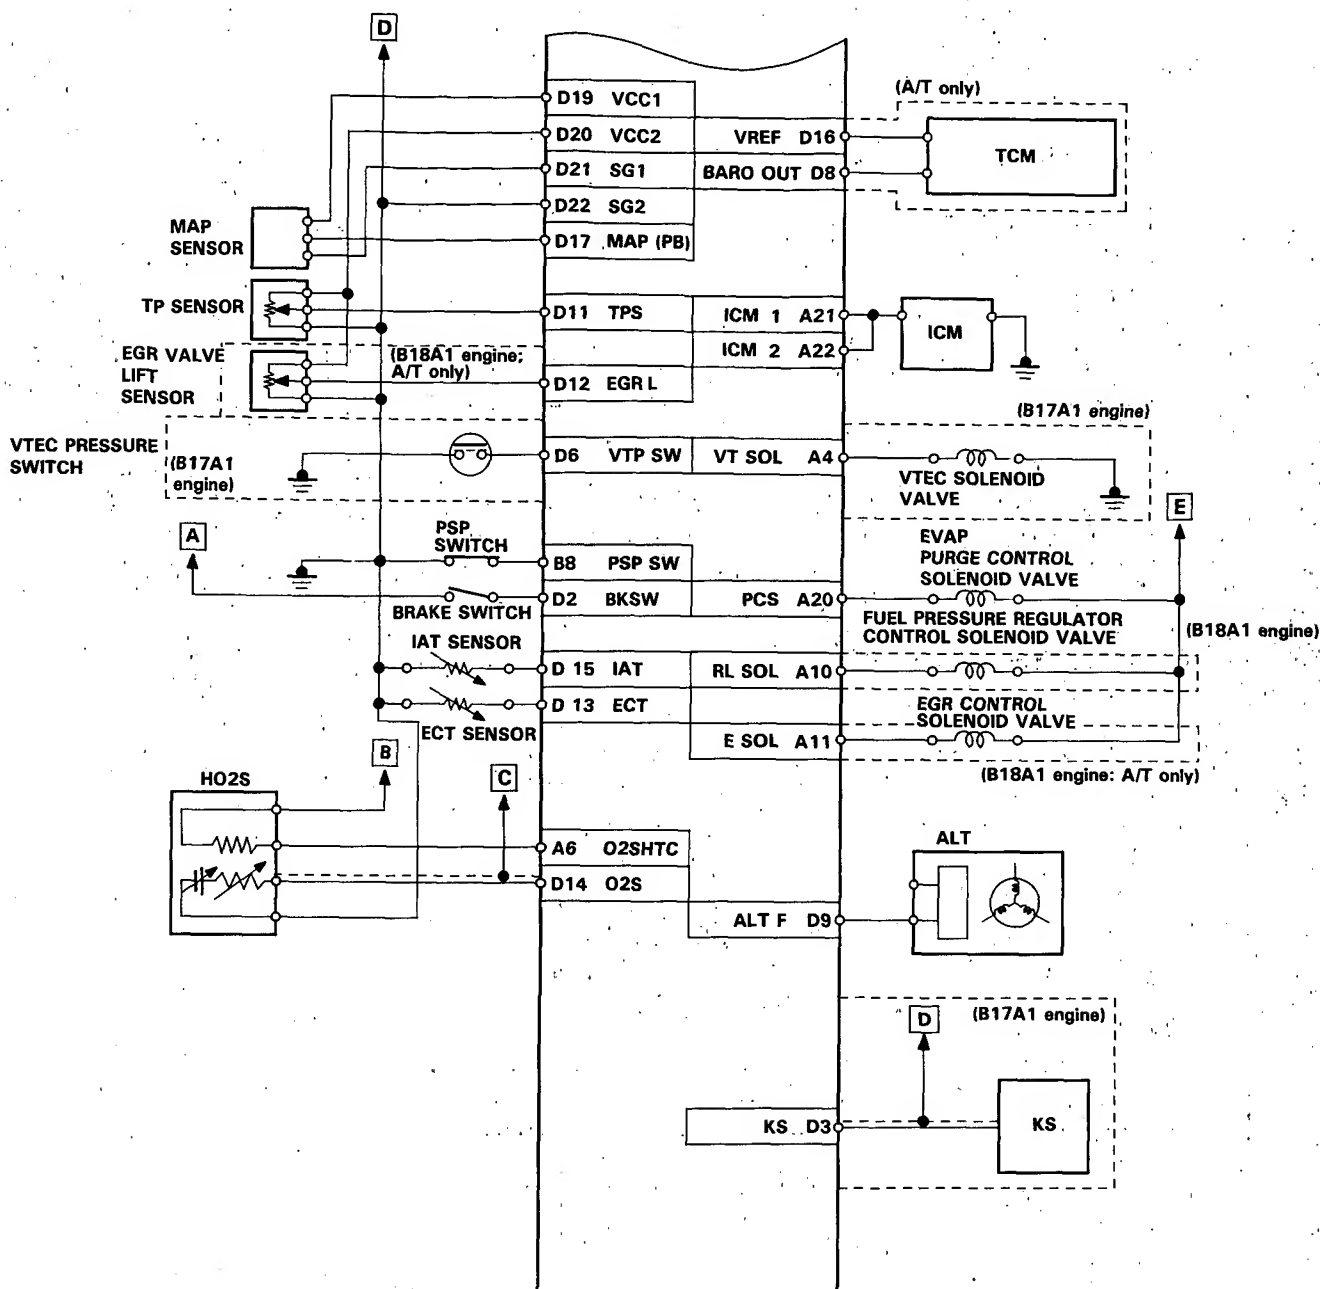 D
D19 VCC1
D20 VCC2
D21 SG1
D22 SG2
D17 MAP (PB)
VREF D16
BARO OUT D8
(A/T only)
TCM
MAP
SENSOR
TP SENSOR
D11 TPS
ICM 1 A21
ICM 2 A22
ICM
EGR VALVE
LIFT
SENSOR
(B18A1 engine;
A/T only)
D12 EGR L
(B17A1 engine)
VTEC PRESSURE
SWITCH
(B17A1
engine)
D6 VTP SW
VT SOL A4
VTEC SOLENOID
VALVE
E
A
PSP
SWITCH
B8 PSP SW
BRAKE SWITCH
D2 BKSW
PCS A20
EVAP
PURGE CONTROL
SOLENOID VALVE
FUEL PRESSURE REGULATOR
CONTROL SOLENOID VALVE
(B18A1 engine)
IAT SENSOR
D 15 IAT
RL SOL A10
D 13 ECT
ECT SENSOR
EGR CONTROL
SOLENOID VALVE
E SOL A11
(B18A1 engine: A/T only)
B
C
HO2S
A6 O2SHTC
D14 O2S
ALT
ALT F D9
D
(B17A1 engine)
KS D3
KS